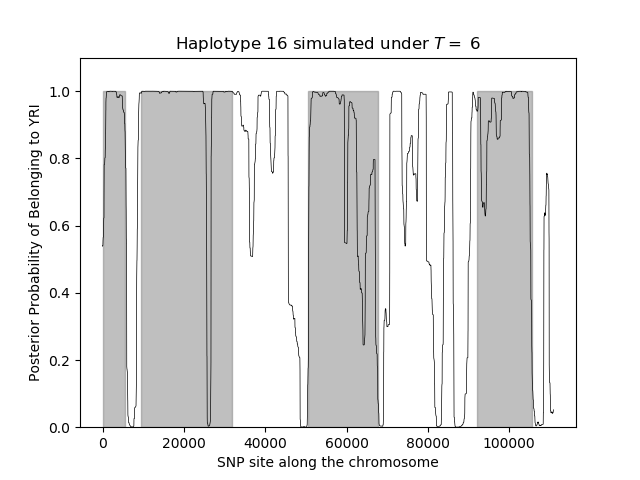 Haplotype 16 simulated under T = 6
Posterior Probability of Belonging to YRI
1.0
0.8
0.6
0.4
0.2
0.0
0 20000 40000 60000 80000 100000
SNP site along the chromosome